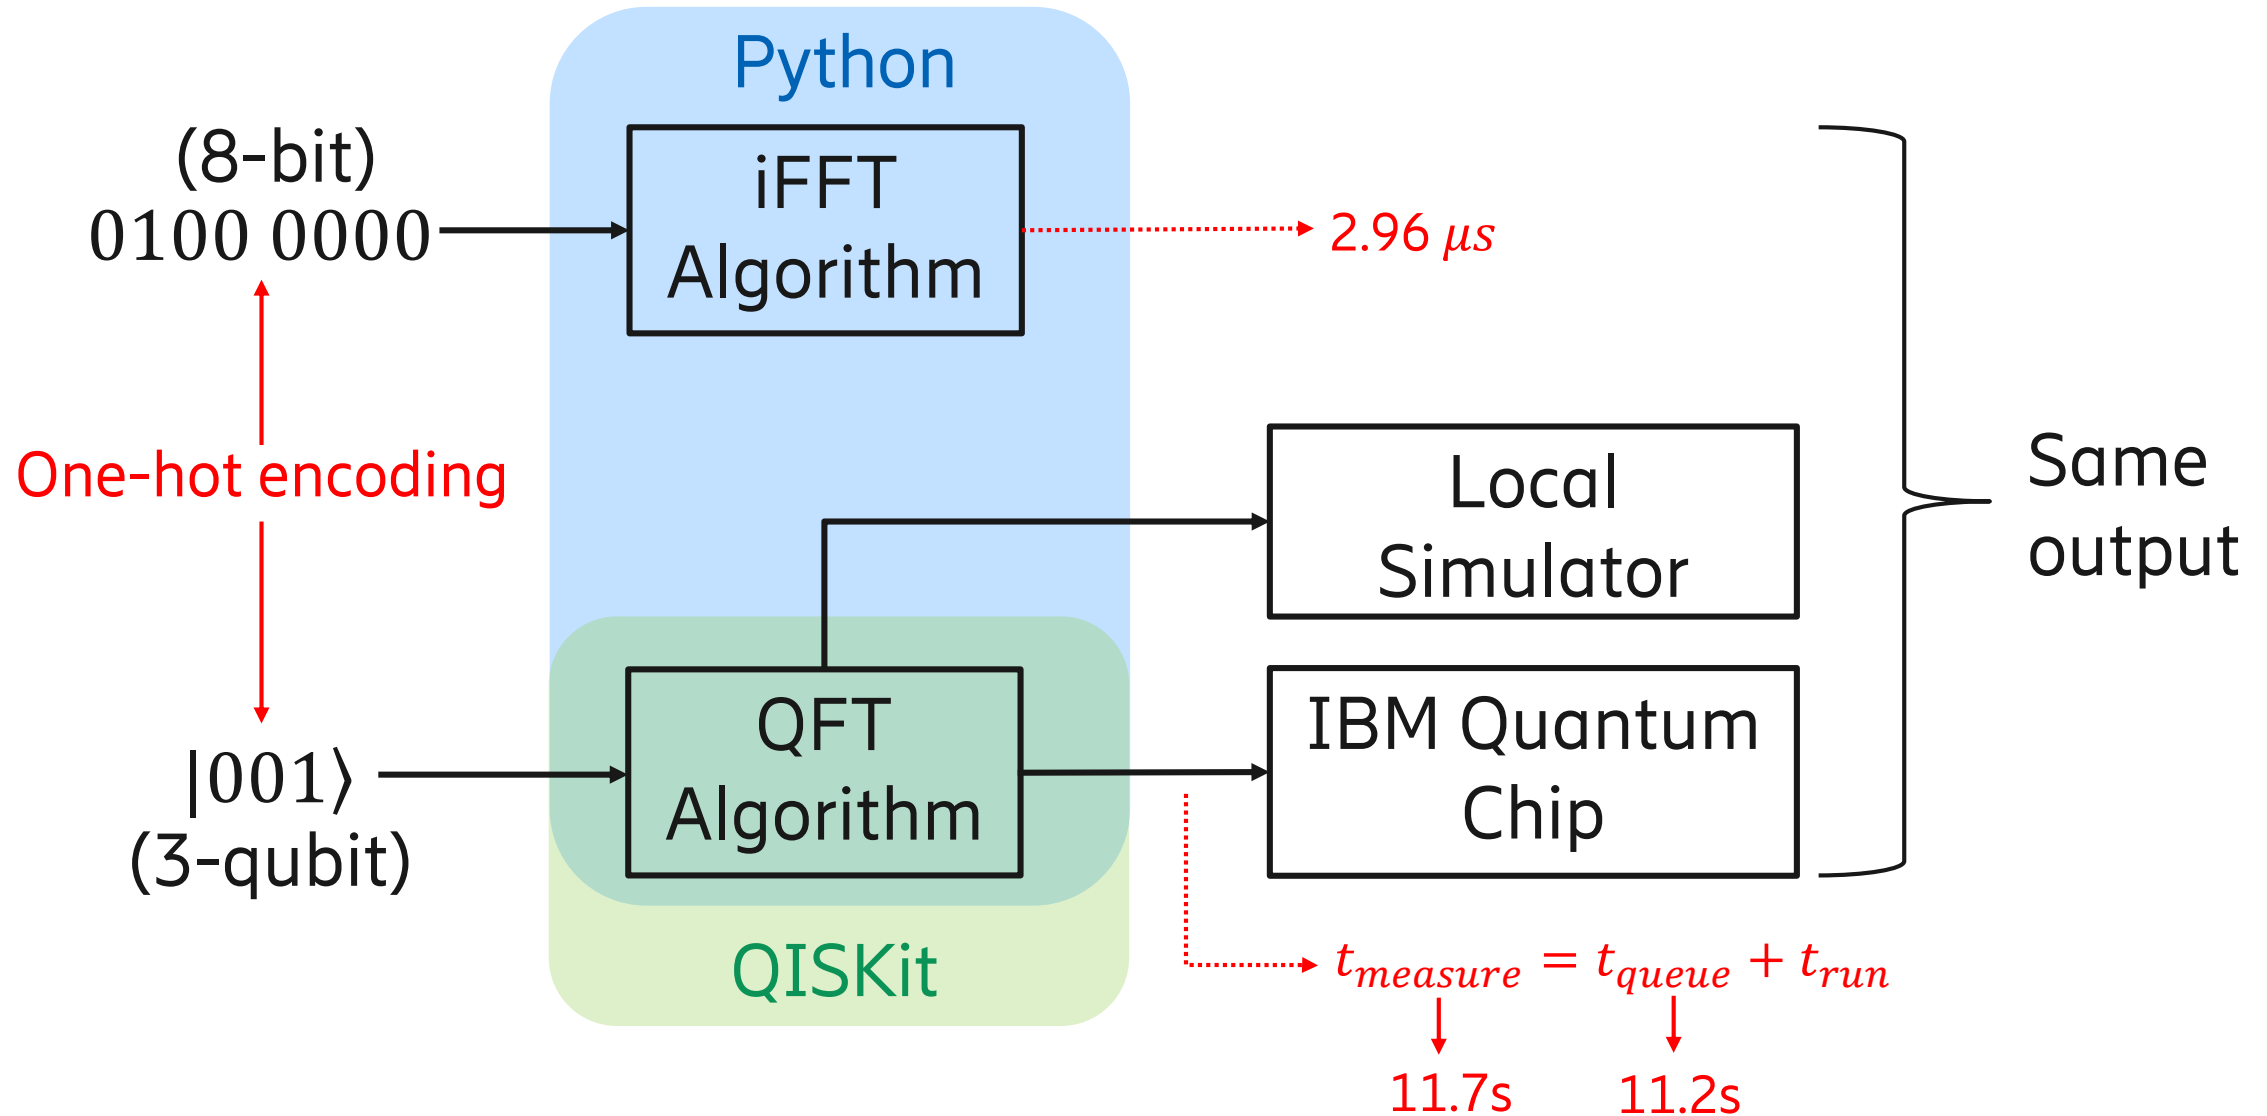 Python
(8-bit)
0100 0000
iFFT
Algorithm
2.96 μs
One-hot encoding
Local
Simulator
Same
output
|001⟩
(3-qubit)
QFT
Algorithm
IBM Quantum
Chip
QISKit
t_measure = t_queue + t_run
11.7s
11.2s